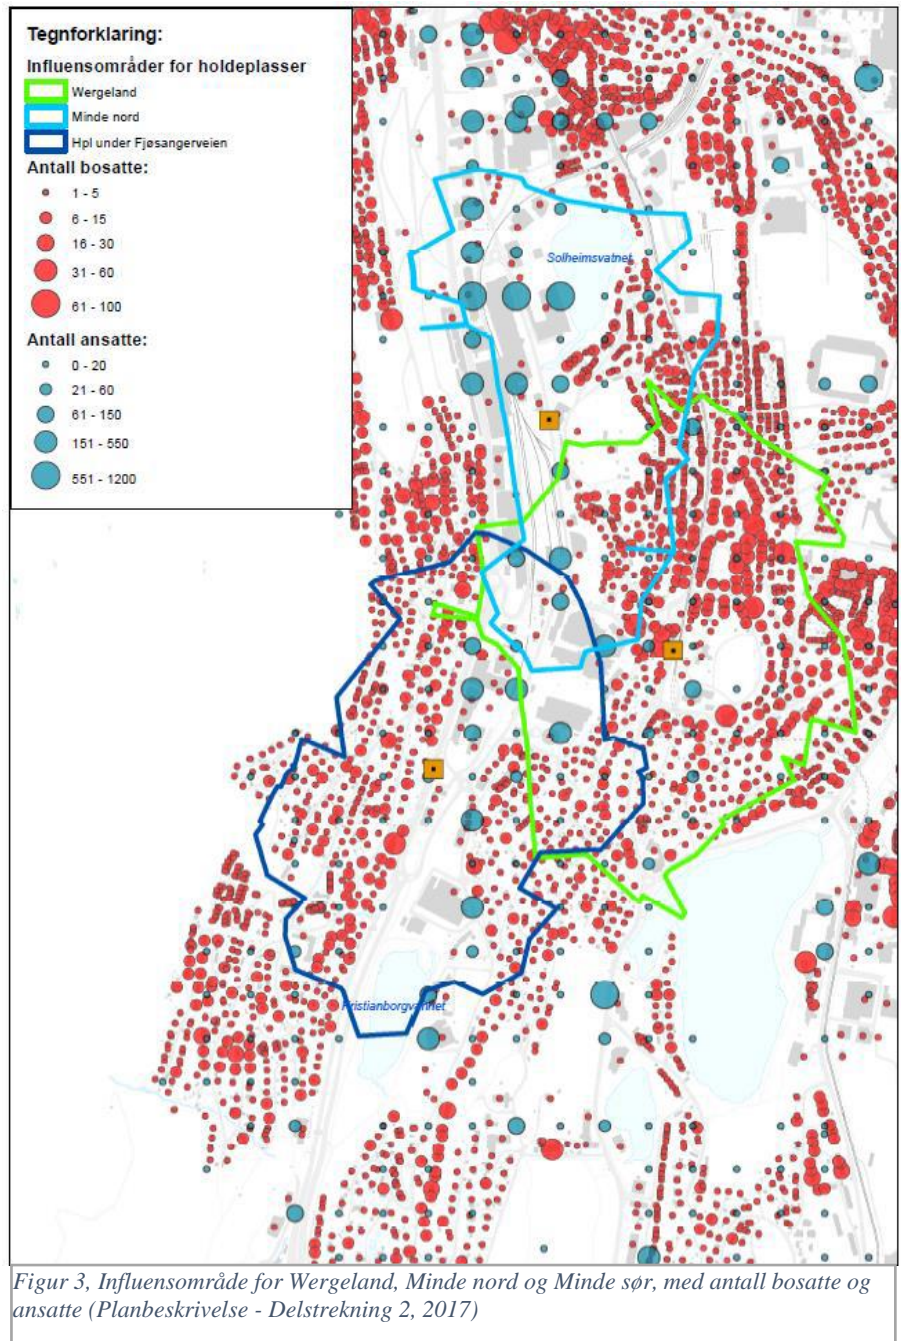 Tegnforklaring:
Influensområder for holdeplasser
Wergeland
Minde nord
Hpl under Fjøsangerveien
Antall bosatte:
1 - 5
6 - 15
16 - 30
31 - 60
61 - 100
Antall ansatte:
0 - 20
21 - 60
61 - 150
151 - 550
551 - 1200
Solheimsvatnet
Kristianborgvannet
Figur 3, Influensområde for Wergeland, Minde nord og Minde sør, med antall bosatte og
ansatte (Planbeskrivelse - Delstrekning 2, 2017)